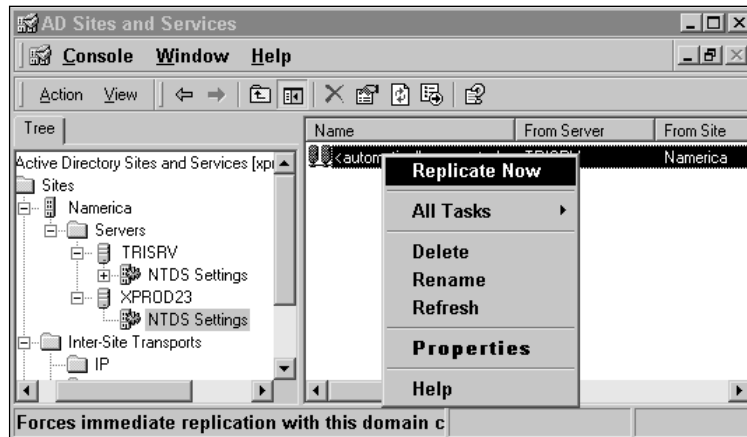 AD Sites and Services
Console Window Help
Action View
Tree
Name From Server From Site
Active Directory Sites and Services [xpr
Sites
Namerica
Servers
TRISRV
NTDS Settings
XPROD23
NTDS Settings
Inter-Site Transports
IP
<autom Namerica
Replicate Now
All Tasks
Delete
Rename
Refresh
Properties
Help
Forces immediate replication with this domain c